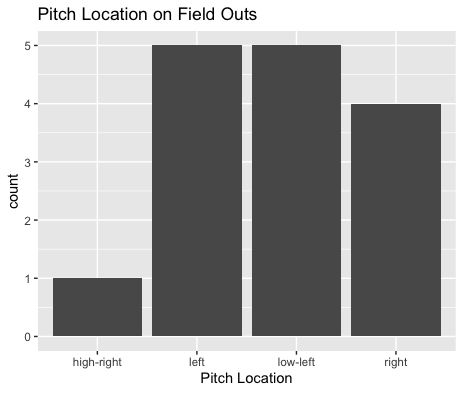 Pitch Location on Field Outs
5
4
3
2
1
0
count
high-right left low-left right
Pitch Location